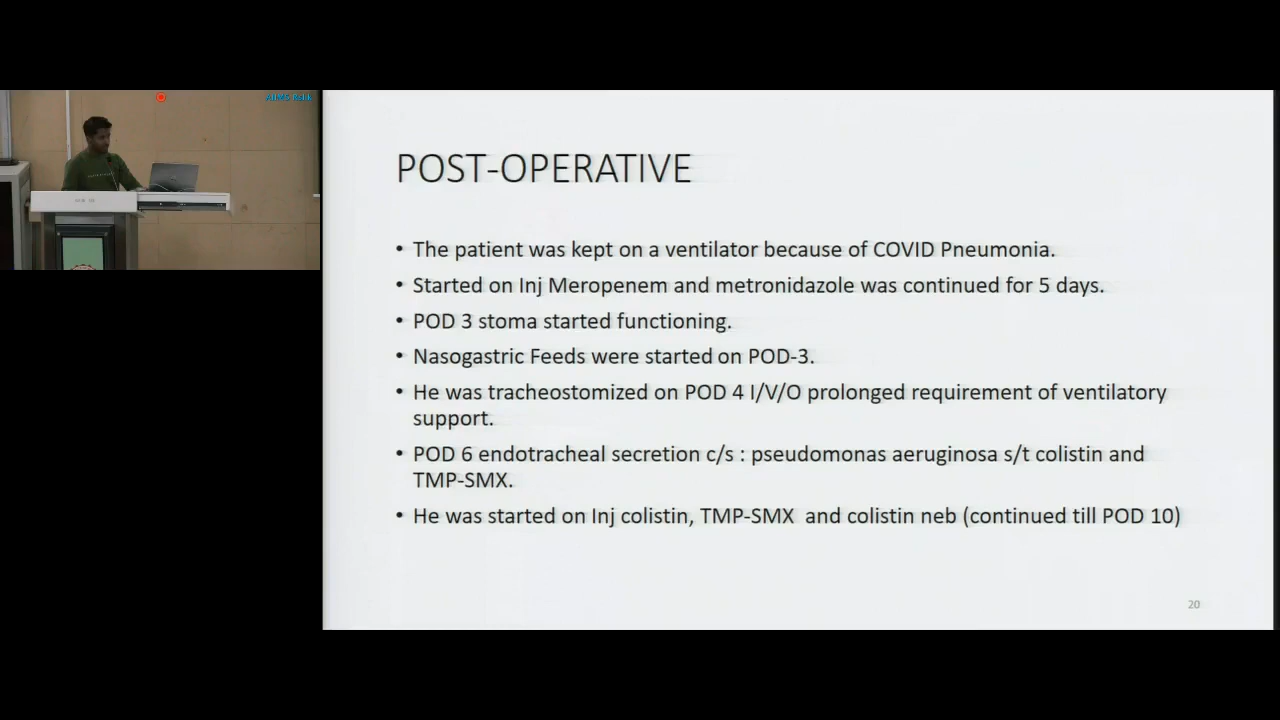 POST-OPERATIVE
• The patient was kept on a ventilator because of COVID Pneumonia.
• Started on Inj Meropenem and metronidazole was continued for 5 days.
• POD 3 stoma started functioning.
• Nasogastric Feeds were started on POD-3.
• He was tracheostomized on POD 4 I/V/O prolonged requirement of ventilatory
support.
• POD 6 endotracheal secretion c/s : pseudomonas aeruginosa s/t colistin and
TMP-SMX.
• He was started on Inj colistin, TMP-SMX and colistin neb (continued till POD 10)
20